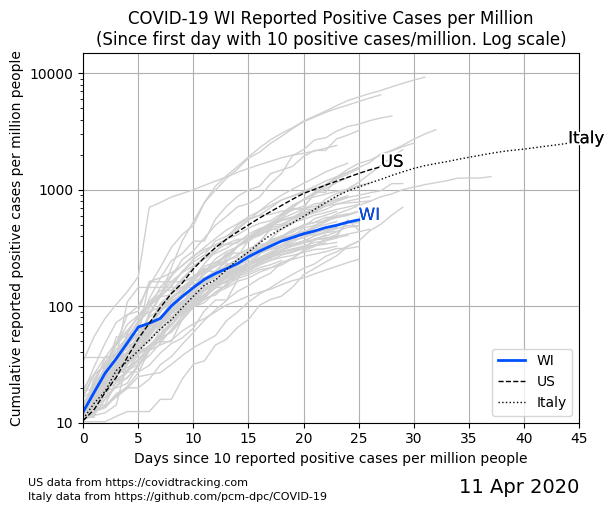 COVID-19 WI Reported Positive Cases per Million
(Since first day with 10 positive cases/million. Log scale)
Cumulative reported positive cases per million people
10000
1000
100
10
Italy
US
WI
WI
US
Italy
0 5 10 15 20 25 30 35 40 45
Days since 10 reported positive cases per million people
US data from https://covidtracking.com
Italy data from https://github.com/pcm-dpc/COVID-19
11 Apr 2020